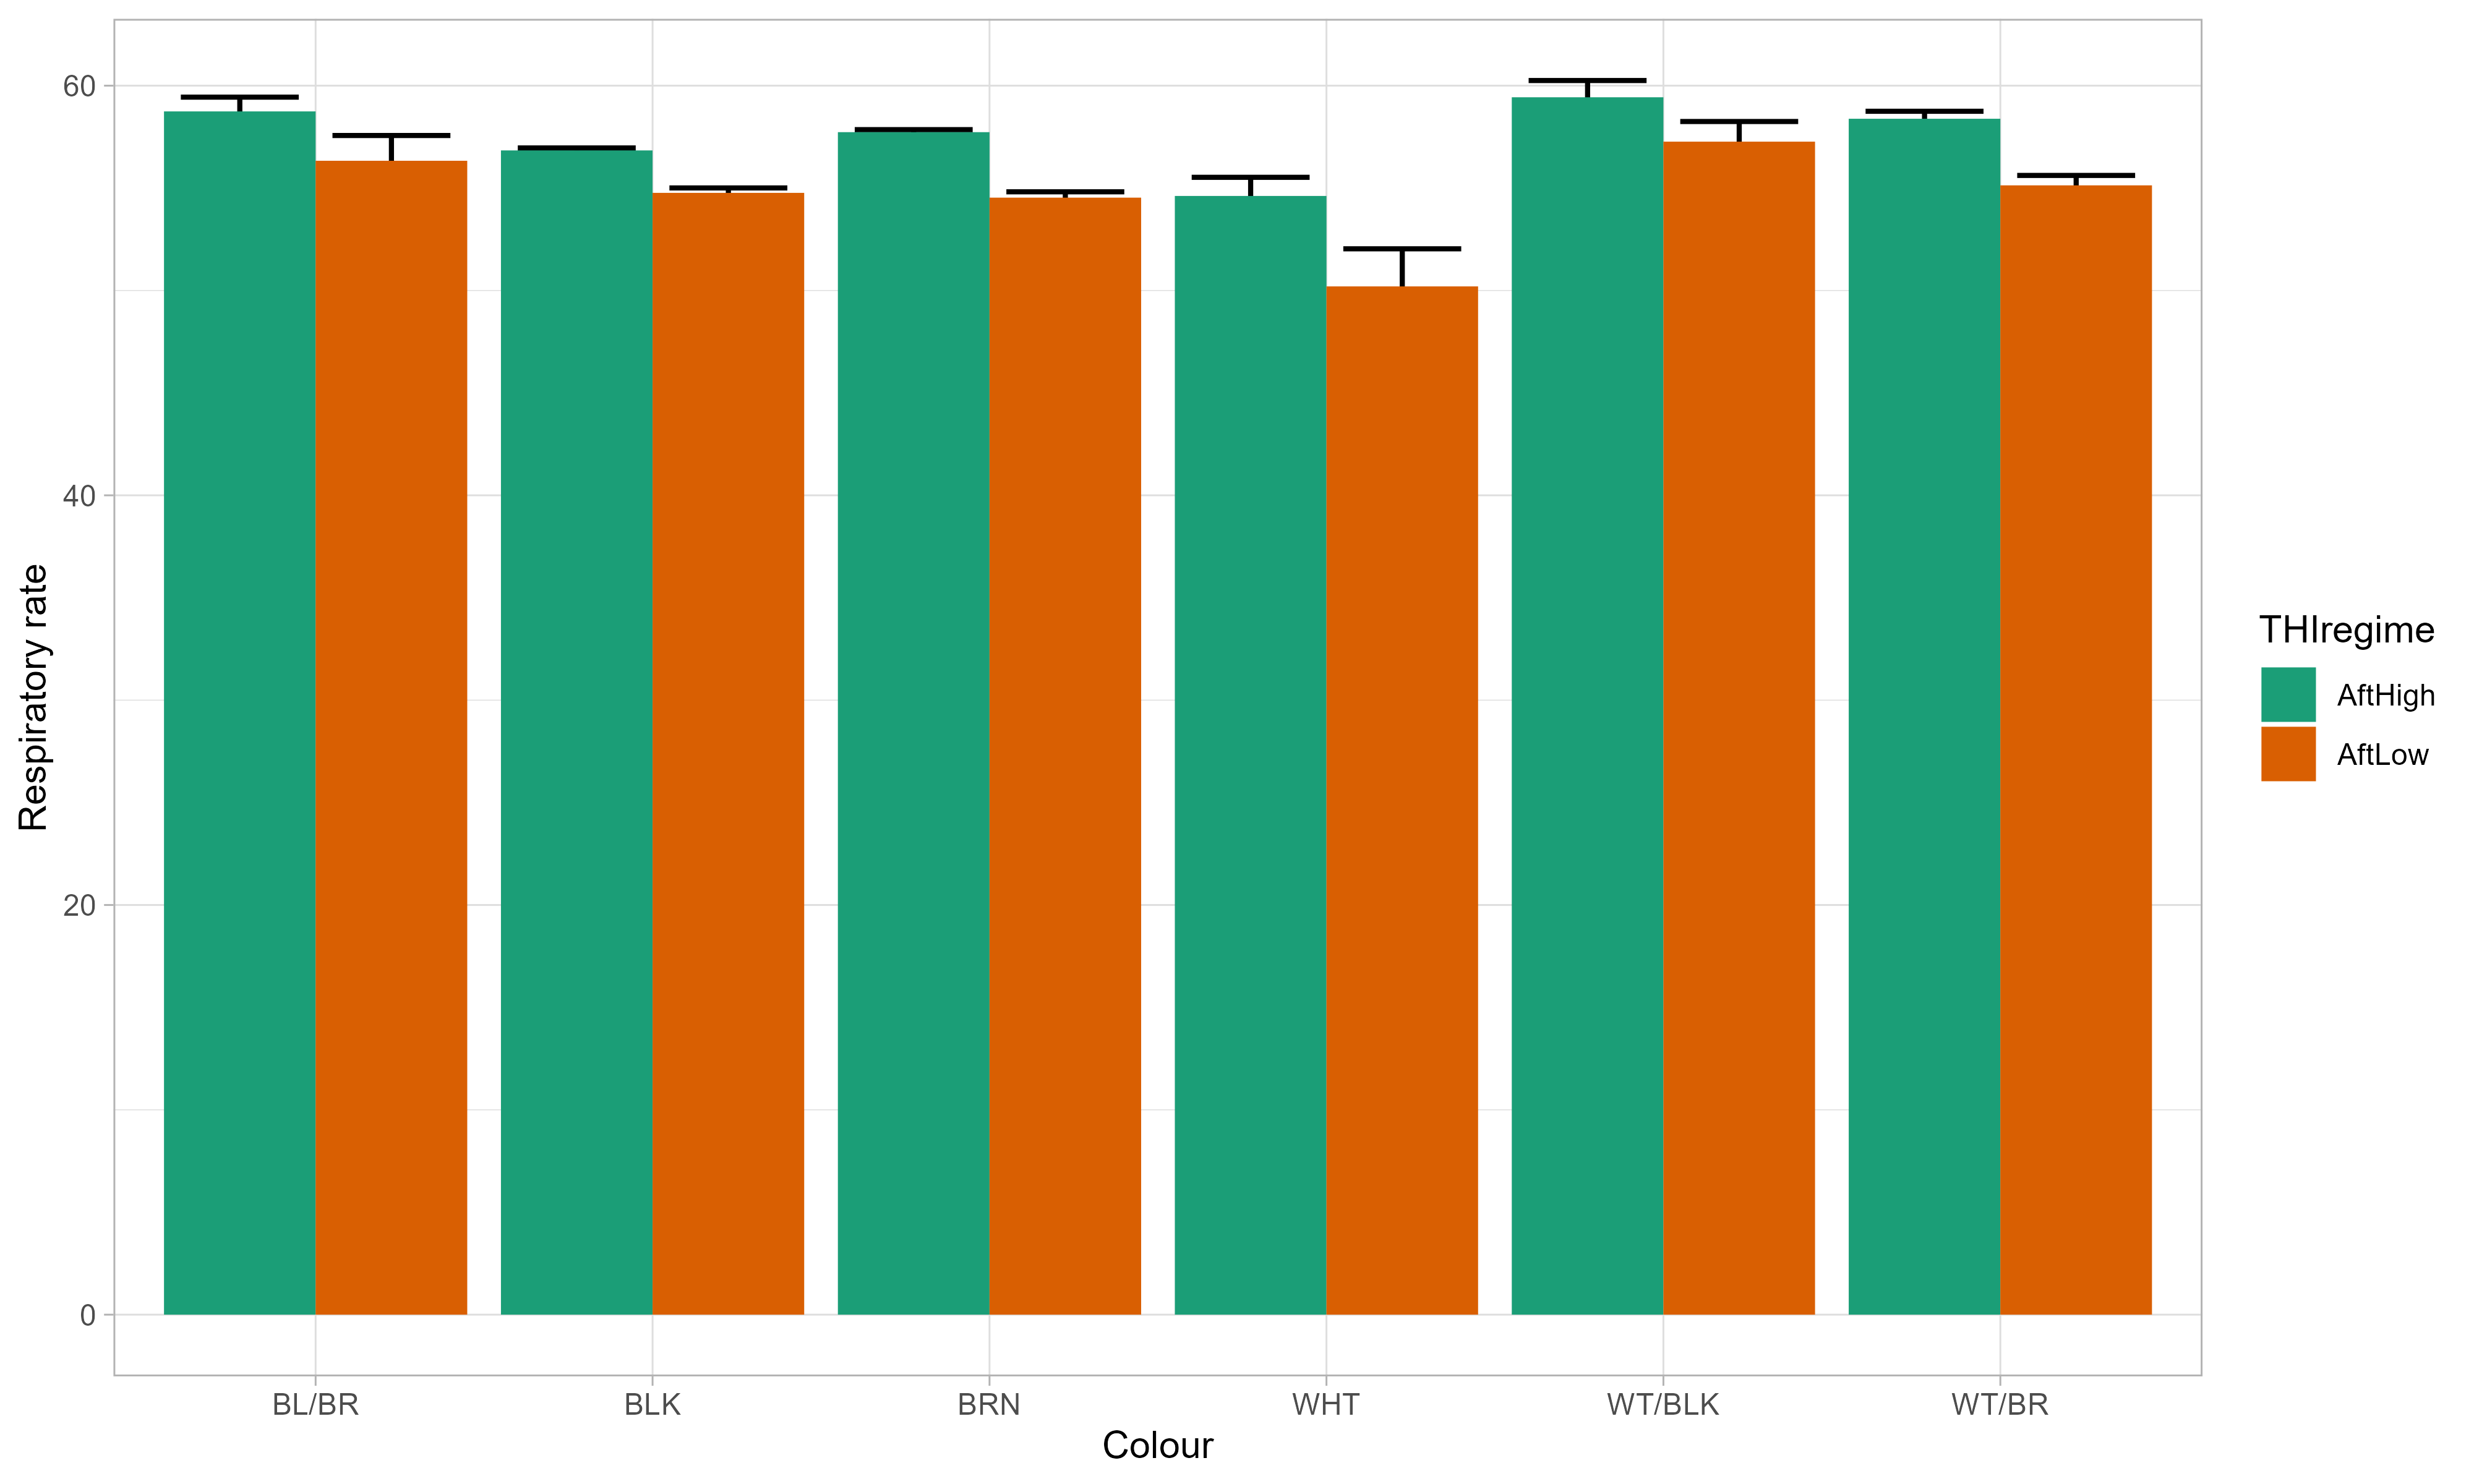 60
40
20
0
Respiratory rate
BL/BR BLK BRN WHT WT/BLK WT/BR
Colour
THIregime
AftHigh
AftLow